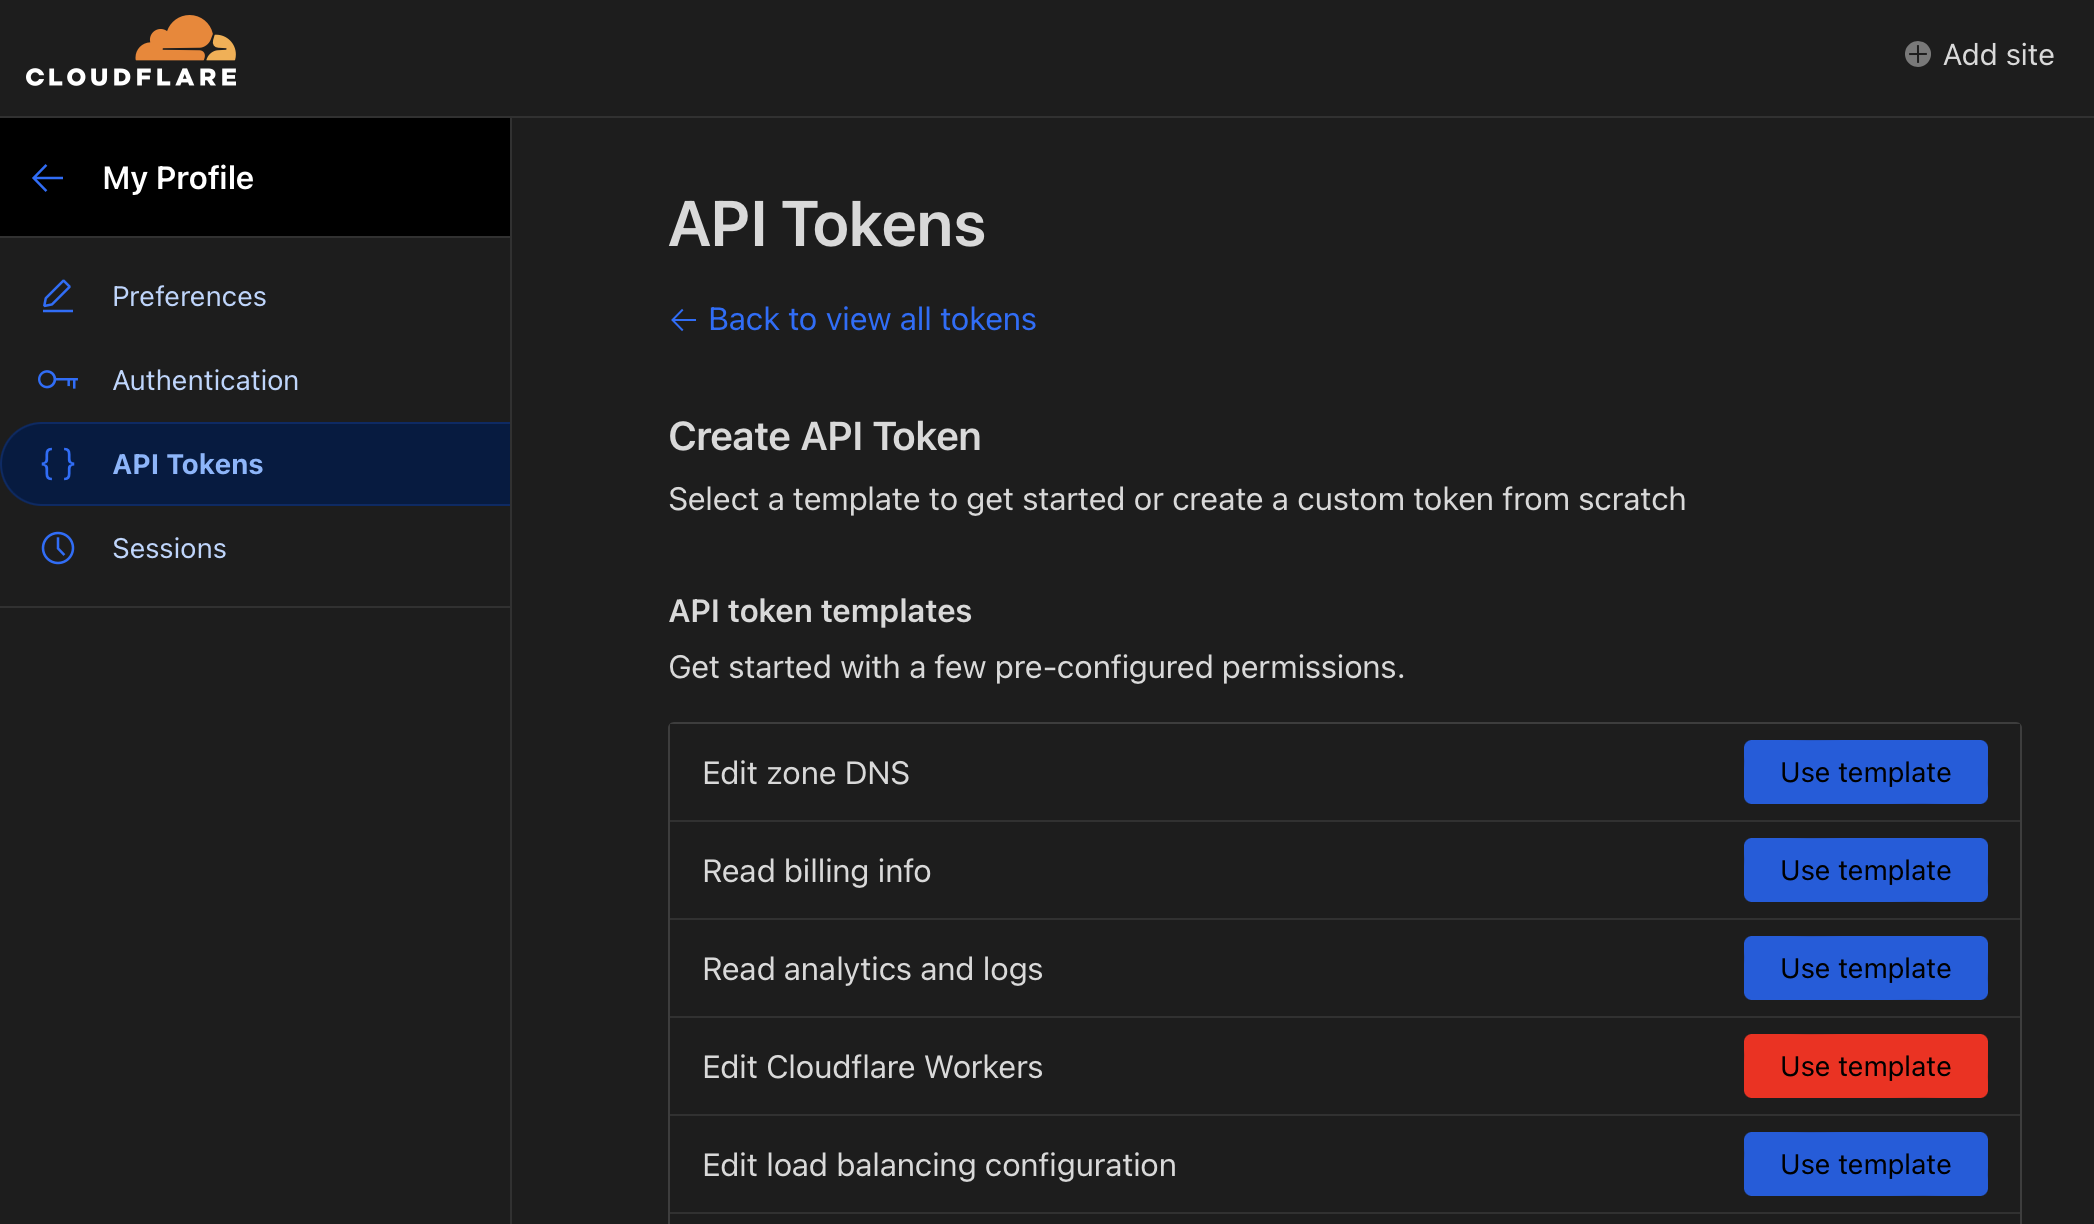 CLOUDFLARE
Add site
My Profile
Preferences
Authentication
API Tokens
Sessions
API Tokens
Back to view all tokens
Create API Token
Select a template to get started or create a custom token from scratch
API token templates
Get started with a few pre-configured permissions.
Edit zone DNS
Use template
Read billing info
Use template
Read analytics and logs
Use template
Edit Cloudflare Workers
Use template
Edit load balancing configuration
Use template